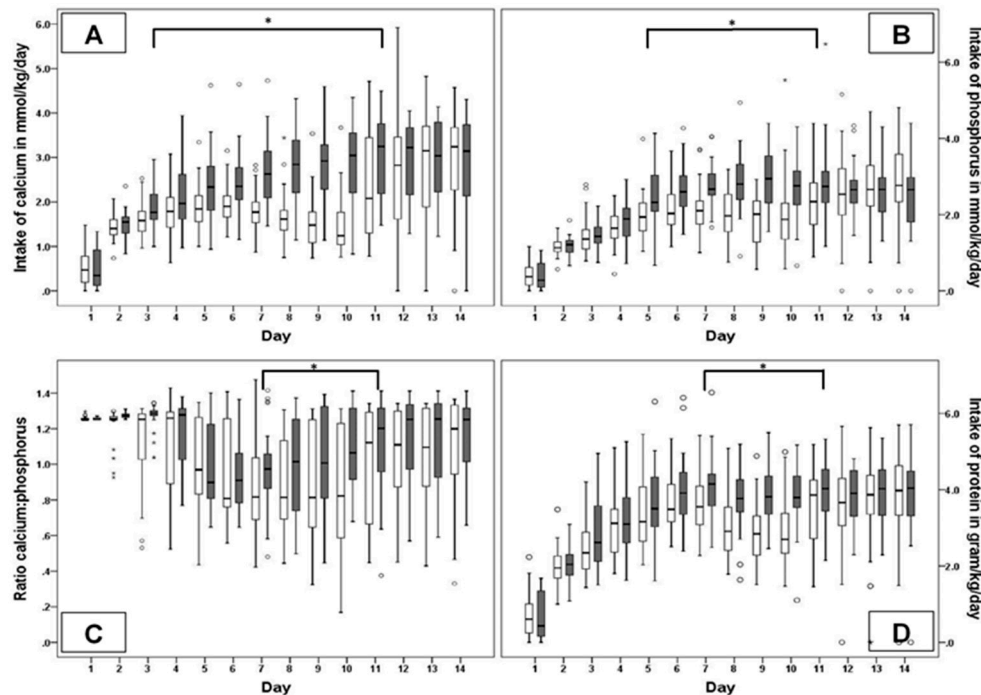 A
*
6.0
5.0
4.0
3.0
2.0
1.0
.0
Intake of calcium in mmol/kg/day
1 2 3 4 5 6 7 8 9 10 11 12 13 14
Day
B
*
6.0
4.0
2.0
.0
Intake of phosphorus in mmol/kg/day
1 2 3 4 5 6 7 8 9 10 11 12 13 14
Day
C
*
1.4
1.2
1.0
.8
.6
.4
.2
.0
Ratio calcium:phosphorus
1 2 3 4 5 6 7 8 9 10 11 12 13 14
Day
D
*
6.0
4.0
2.0
.0
Intake of protein in gram/kg/day
1 2 3 4 5 6 7 8 9 10 11 12 13 14
Day